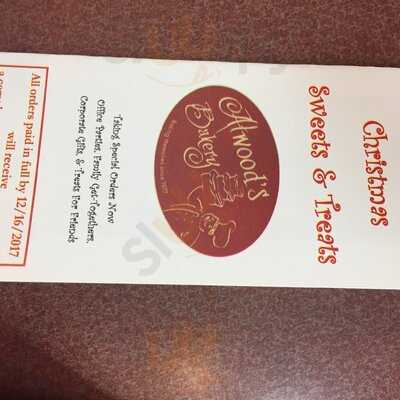 Christmas
Sweets & Treats
Alwood's
Bakery
Taking Special Orders Now
Office Parties, Family Get-Togethers,
Corporate Gifts, & Treats For Friends
All orders paid in full by 12/16/2017
will receive